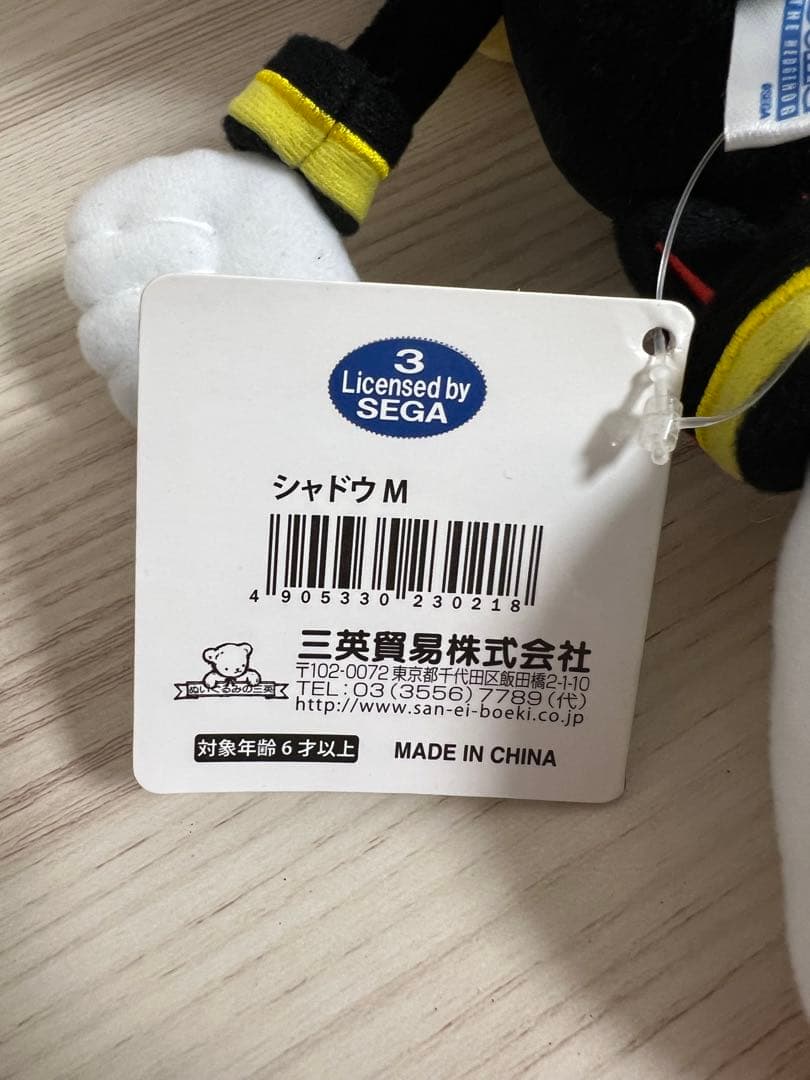 THE HEDGEHOG
SEGA
3
Licensed by
SEGA
シャドウ M
4 905330 230218
三英貿易株式会社
ぬいぐるみの三英
〒102-0072 東京都千代田区飯田橋2-1-10
TEL:03(3556)7789(代)
http://www.san-ei-boeki.co.jp
対象年齢 6 才以上
MADE IN CHINA